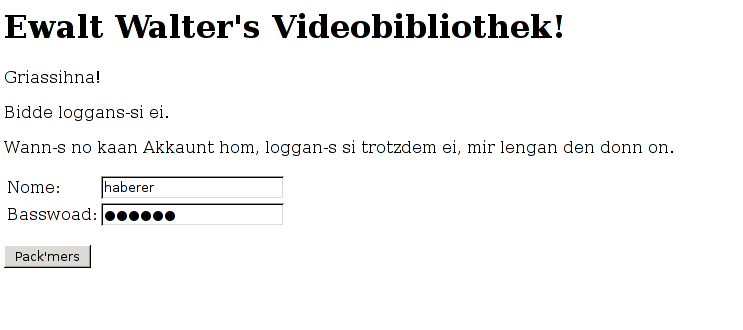 Ewalt Walter's Videobibliothek!
Griassihna!
Bidde loggans-si ei.
Wann-s no kaan Akkaunt hom, loggan-s si trotzdem ei, mir lengan den donn on.
Nome: haberer
Basswoad: ●●●●●●
Pack'mers